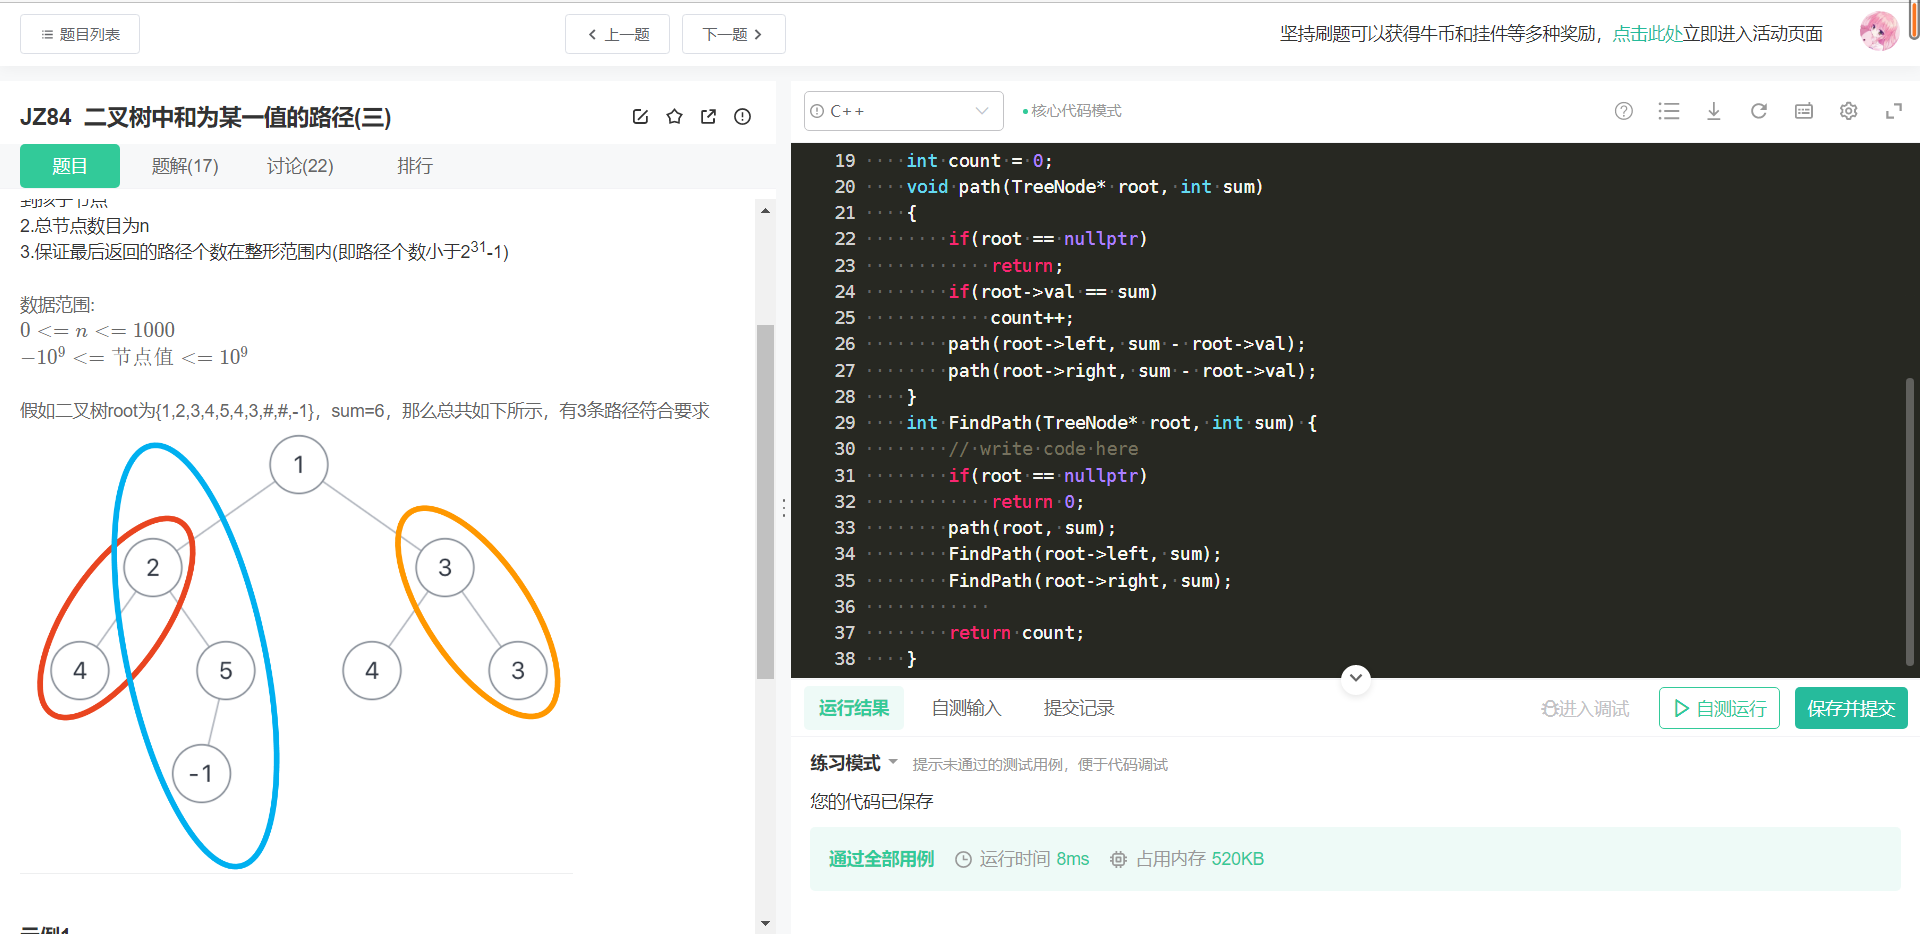 题目列表
上一题
下一题
坚持刷题可以获得牛币和挂件等多种奖励，点击此处立即进入活动页面
JZ84 二叉树中和为某一值的路径(三)
题目
题解(17)
讨论(22)
排行
到孩子节点
2.总节点数目为n
3.保证最后返回的路径个数在整形范围内(即路径个数小于2³¹-1)
数据范围:
0 <= n <= 1000
−10⁹ <= 节点值 <= 10⁹
假如二叉树root为{1,2,3,4,5,4,3,#,#,-1}，sum=6，那么总共如下所示，有3条路径符合要求
1
2
3
4
5
4
3
-1
示例1
C++
核心代码模式
19 int count = 0;
20 void path(TreeNode* root, int sum)
21 {
22 if(root == nullptr)
23 return;
24 if(root->val == sum)
25 count++;
26 path(root->left, sum - root->val);
27 path(root->right, sum - root->val);
28 }
29 int FindPath(TreeNode* root, int sum) {
30 // write code here
31 if(root == nullptr)
32 return 0;
33 path(root, sum);
34 FindPath(root->left, sum);
35 FindPath(root->right, sum);
36
37 return count;
38 }
运行结果
自测输入
提交记录
进入调试
自测运行
保存并提交
练习模式
提示未通过的测试用例，便于代码调试
您的代码已保存
通过全部用例
运行时间 8ms
占用内存 520KB